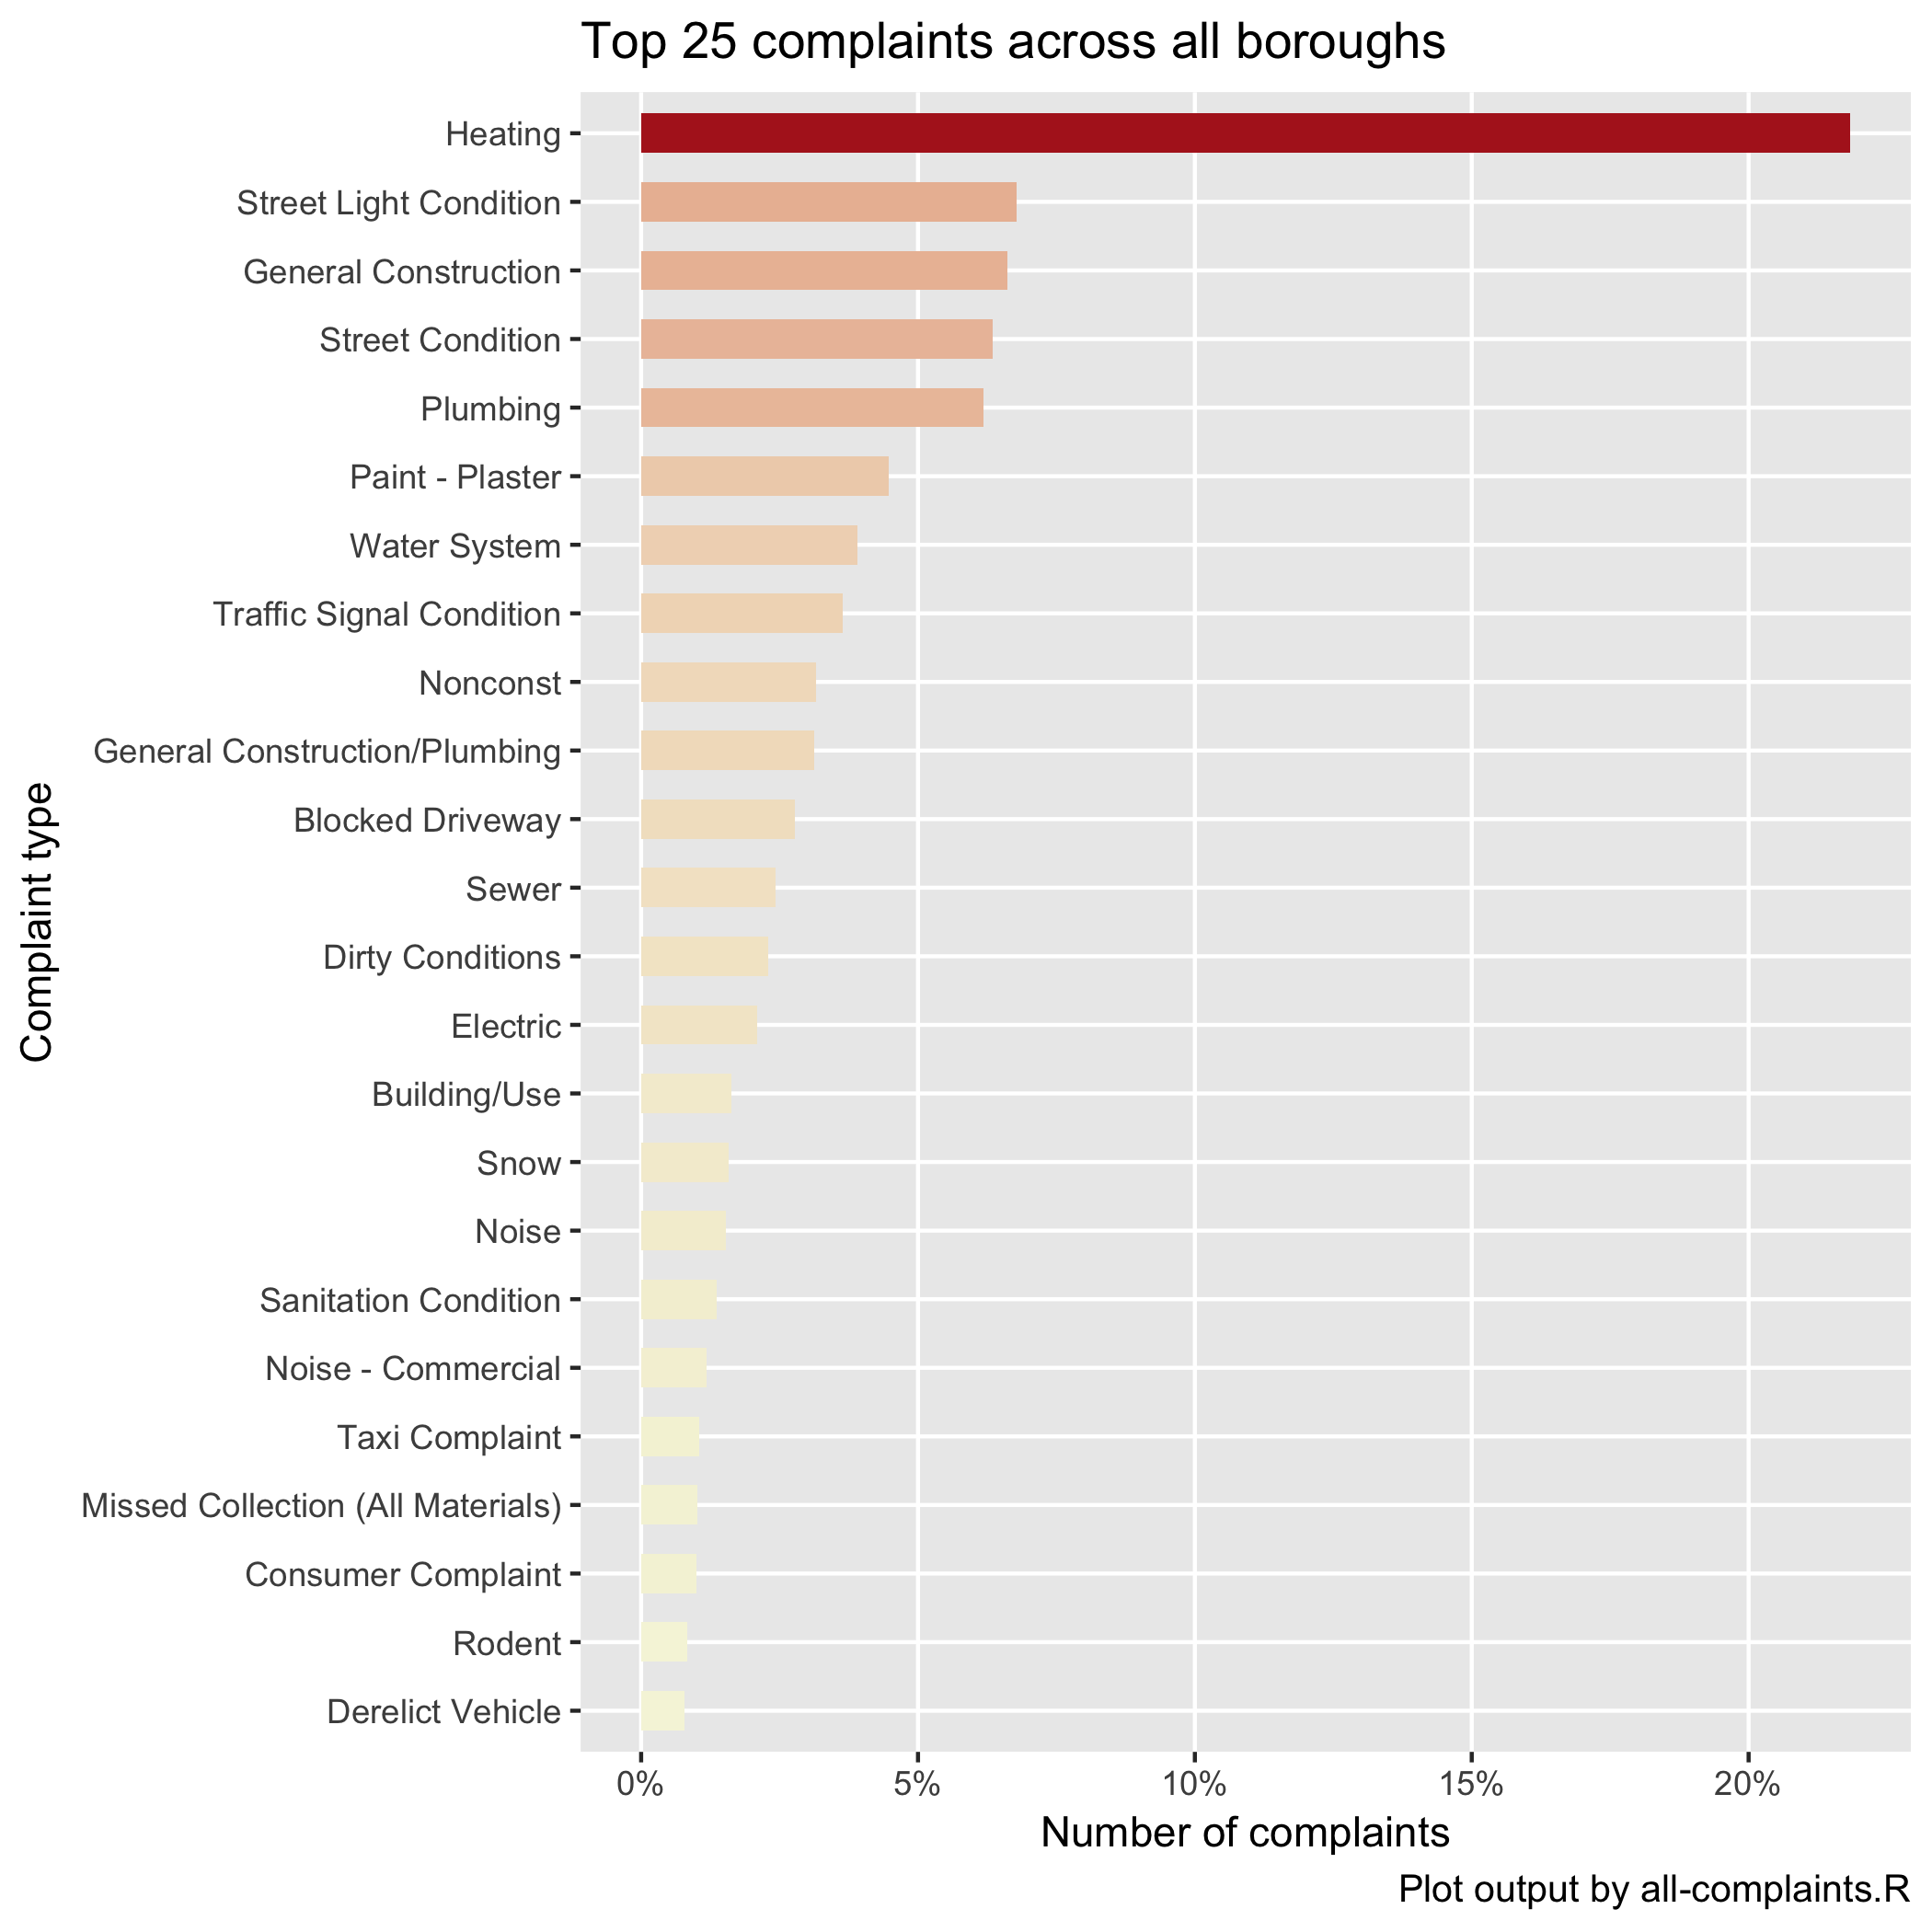 Top 25 complaints across all boroughs
Complaint type
Heating
Street Light Condition
General Construction
Street Condition
Plumbing
Paint - Plaster
Water System
Traffic Signal Condition
Nonconst
General Construction/Plumbing
Blocked Driveway
Sewer
Dirty Conditions
Electric
Building/Use
Snow
Noise
Sanitation Condition
Noise - Commercial
Taxi Complaint
Missed Collection (All Materials)
Consumer Complaint
Rodent
Derelict Vehicle
0% 5% 10% 15% 20%
Number of complaints
Plot output by all-complaints.R